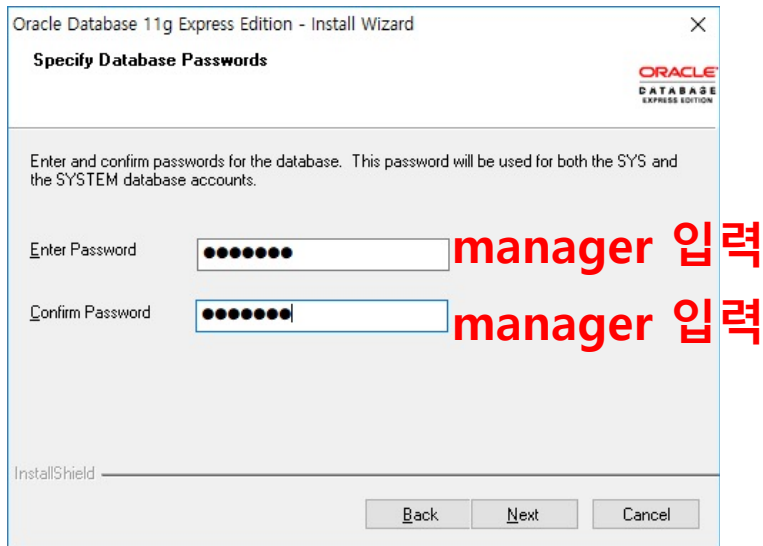 Oracle Database 11g Express Edition - Install Wizard
Specify Database Passwords
ORACLE
DATABASE
EXPRESS EDITION
Enter and confirm passwords for the database. This password will be used for both the SYS and
the SYSTEM database accounts.
Enter Password ●●●●●●● manager 입력
Confirm Password ●●●●●●● manager 입력
InstallShield
Back Next Cancel